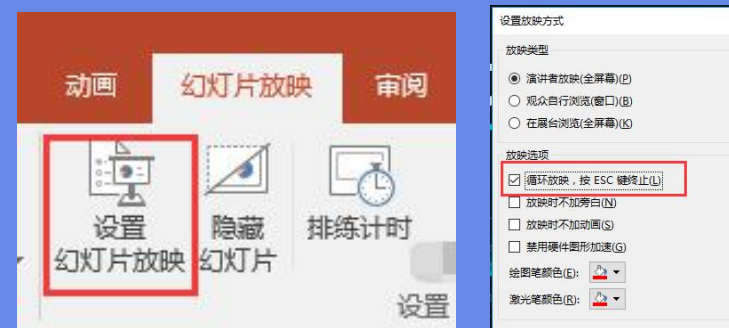 动画 幻灯片放映 审阅
设置 隐藏 排练计时
幻灯片放映 幻灯片
设置
设置放映方式
放映类型
演讲者放映(全屏幕)(P)
观众自行浏览(窗口)(B)
在展台浏览(全屏幕)(K)
放映选项
循环放映，按 ESC 键终止(L)
放映时不加旁白(N)
放映时不加动画(S)
禁用硬件图形加速(G)
绘图笔颜色(E):
激光笔颜色(R):